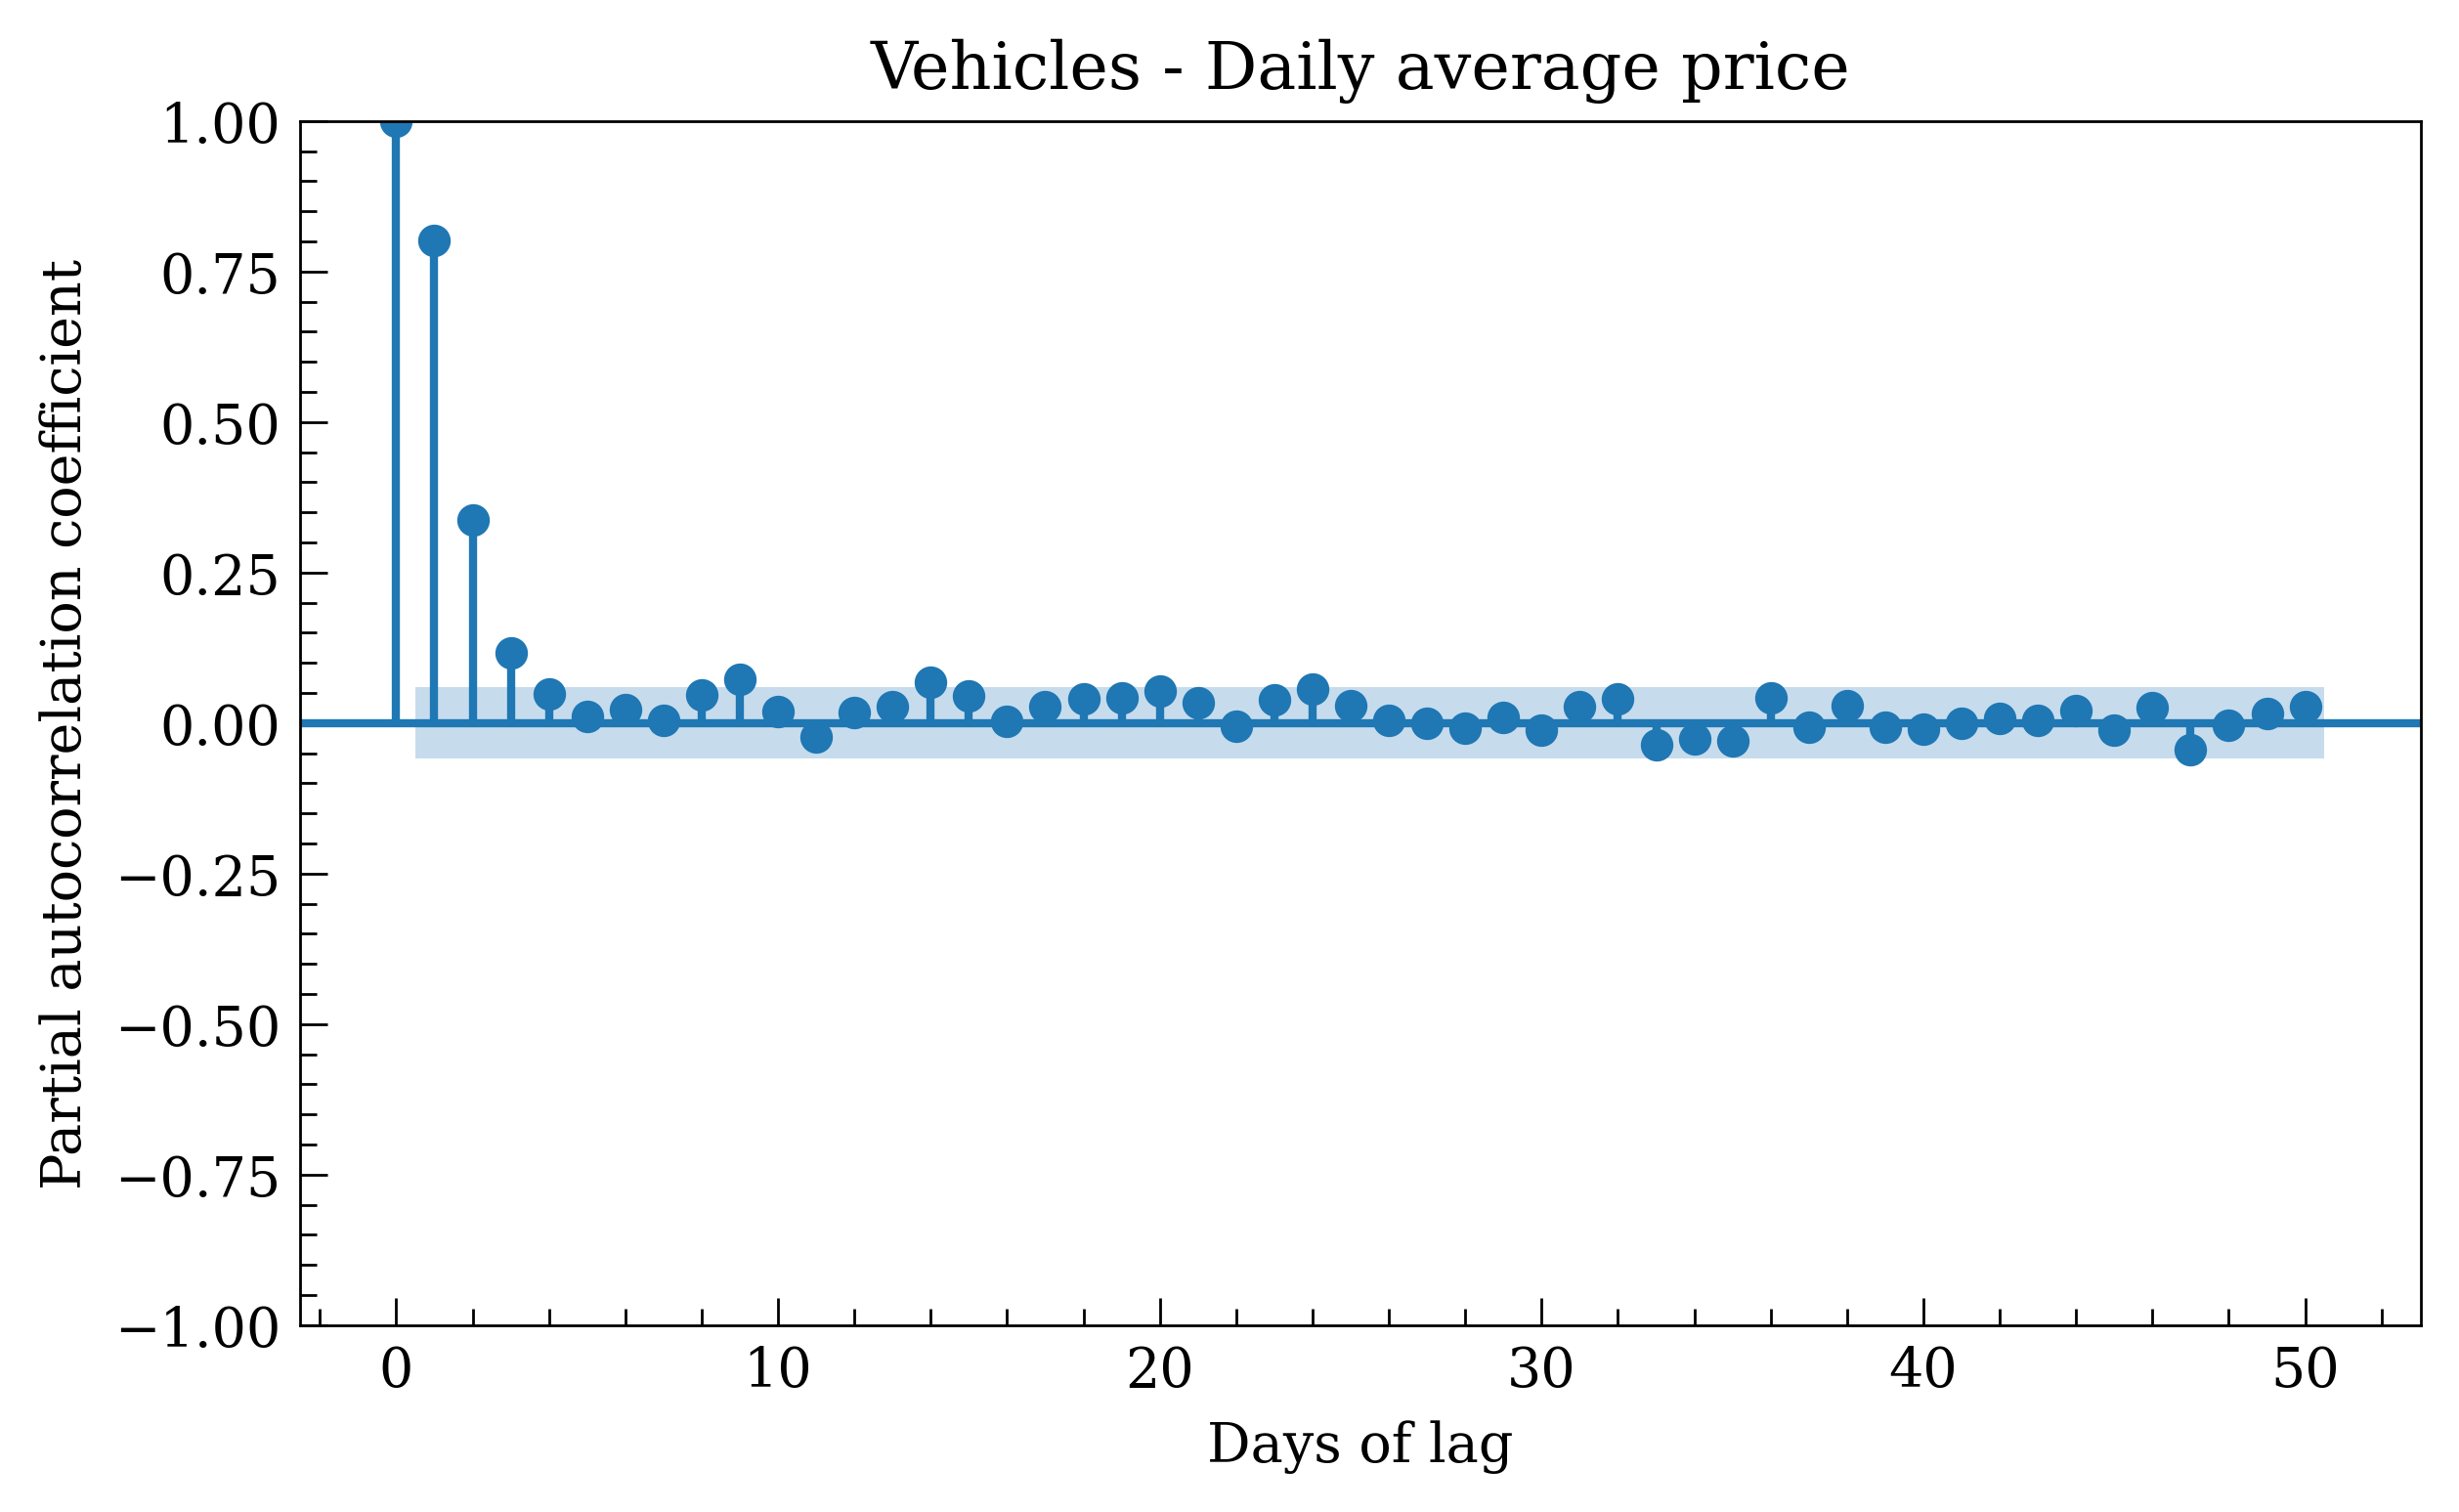 Vehicles - Daily average price
Partial autocorrelation coefficient
1.00
0.75
0.50
0.25
0.00
−0.25
−0.50
−0.75
−1.00
0 10 20 30 40 50
Days of lag